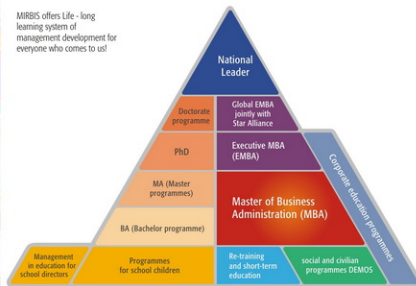 MIRBIS offers Life - long
learning system of
management development for
everyone who comes to us!
National
Leader
Doctorate
programme
Global EMBA
jointly with
Star Alliance
PhD
Executive MBA
(EMBA)
MA (Master
programmes)
Master of Business
Administration (MBA)
BA (Bachelor programme)
Corporate education programmes
Management
in education for
school directors
Programmes
for school children
Re-training
and short-term
education
social and civilian
programmes DEMOS